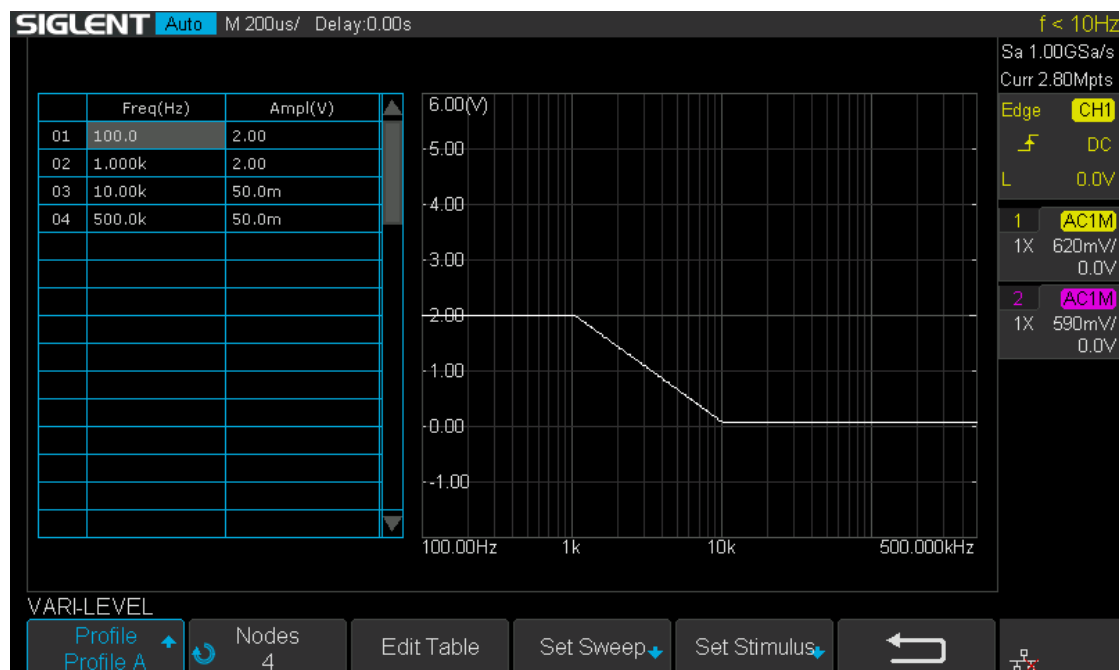 SIGLENT Auto M 200us/ Delay:0.00s f < 10Hz
Sa 1.00GSa/s
Curr 2.80Mpts
Freq(Hz) Ampl(V)
01 100.0 2.00
02 1.000k 2.00
03 10.00k 50.0m
04 500.0k 50.0m
6.00(V)
5.00
4.00
3.00
2.00
1.00
0.00
-1.00
100.00Hz 1k 10k 500.000kHz
Edge CH1
DC
L 0.0V
1 AC1M
1X 620mV/
0.0V
2 AC1M
1X 590mV/
0.0V
VARI-LEVEL
Profile
Profile A
Nodes
4
Edit Table
Set Sweep
Set Stimulus